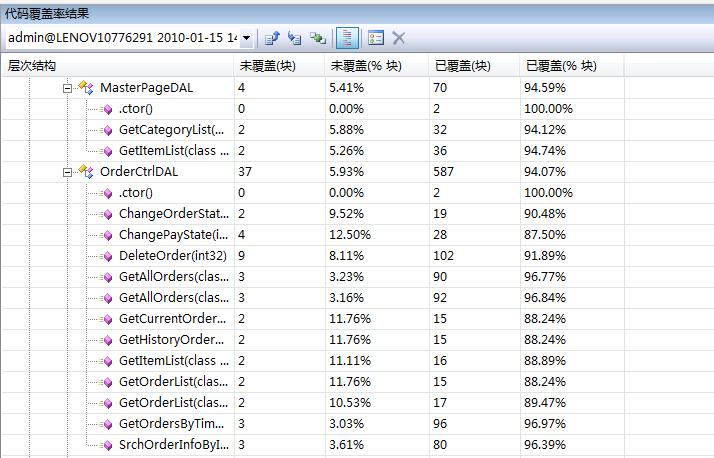 代码覆盖率结果
admin@LENOV10776291 2010-01-15 14
层次结构 未覆盖(块) 未覆盖(% 块) 已覆盖(块) 已覆盖(% 块)
MasterPageDAL 4 5.41% 70 94.59%
.ctor() 0 0.00% 2 100.00%
GetCategoryList(... 2 5.88% 32 94.12%
GetItemList(class ... 2 5.26% 36 94.74%
OrderCtrlDAL 37 5.93% 587 94.07%
.ctor() 0 0.00% 2 100.00%
ChangeOrderStat... 2 9.52% 19 90.48%
ChangePayState(i... 4 12.50% 28 87.50%
DeleteOrder(int32) 9 8.11% 102 91.89%
GetAllOrders(clas... 3 3.23% 90 96.77%
GetAllOrders(clas... 3 3.16% 92 96.84%
GetCurrentOrder... 2 11.76% 15 88.24%
GetHistoryOrder... 2 11.76% 15 88.24%
GetItemList(class ... 2 11.11% 16 88.89%
GetOrderList(clas... 2 11.76% 15 88.24%
GetOrderList(clas... 2 10.53% 17 89.47%
GetOrdersByTim... 3 3.03% 96 96.97%
SrchOrderInfoByI... 3 3.61% 80 96.39%